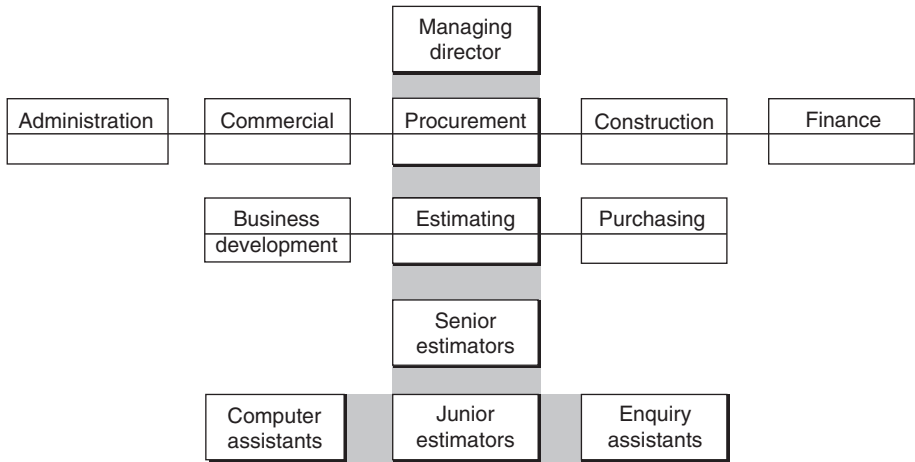 Managing
director
Administration
Commercial
Procurement
Construction
Finance
Business
development
Estimating
Purchasing
Senior
estimators
Computer
assistants
Junior
estimators
Enquiry
assistants